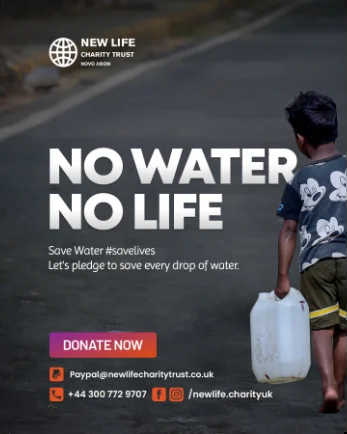 NEW LIFE
CHARITY TRUST
NOVO JIBON
NO WATER
NO LIFE
Save Water #savelives
Let's pledge to save every drop of water.
DONATE NOW
Paypal@newlifecharitytrust.co.uk
+44 300 772 9707 /newlife.charityuk